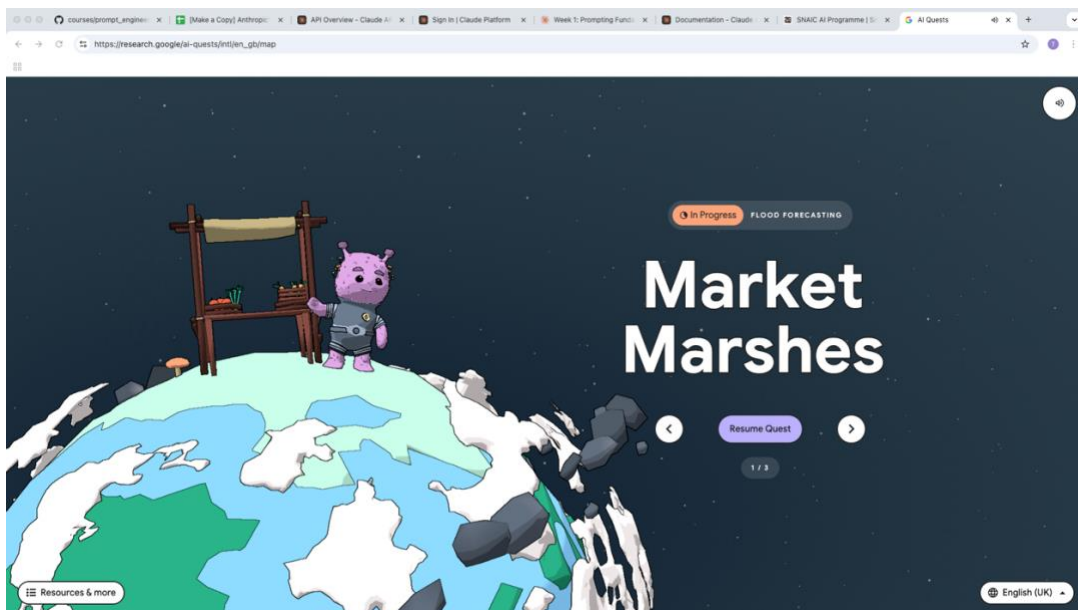 courses/prompt_enginee
[Make a Copy] Anthropic
API Overview - Claude A
Sign In | Claude Platform
Week 1: Prompting Funda
Documentation - Claude
SNAIC AI Programme | S
AI Quests
https://research.google/ai-quests/intl/en_gb/map
T
In Progress
FLOOD FORECASTING
Market
Marshes
Resume Quest
1 / 3
Resources & more
English (UK)